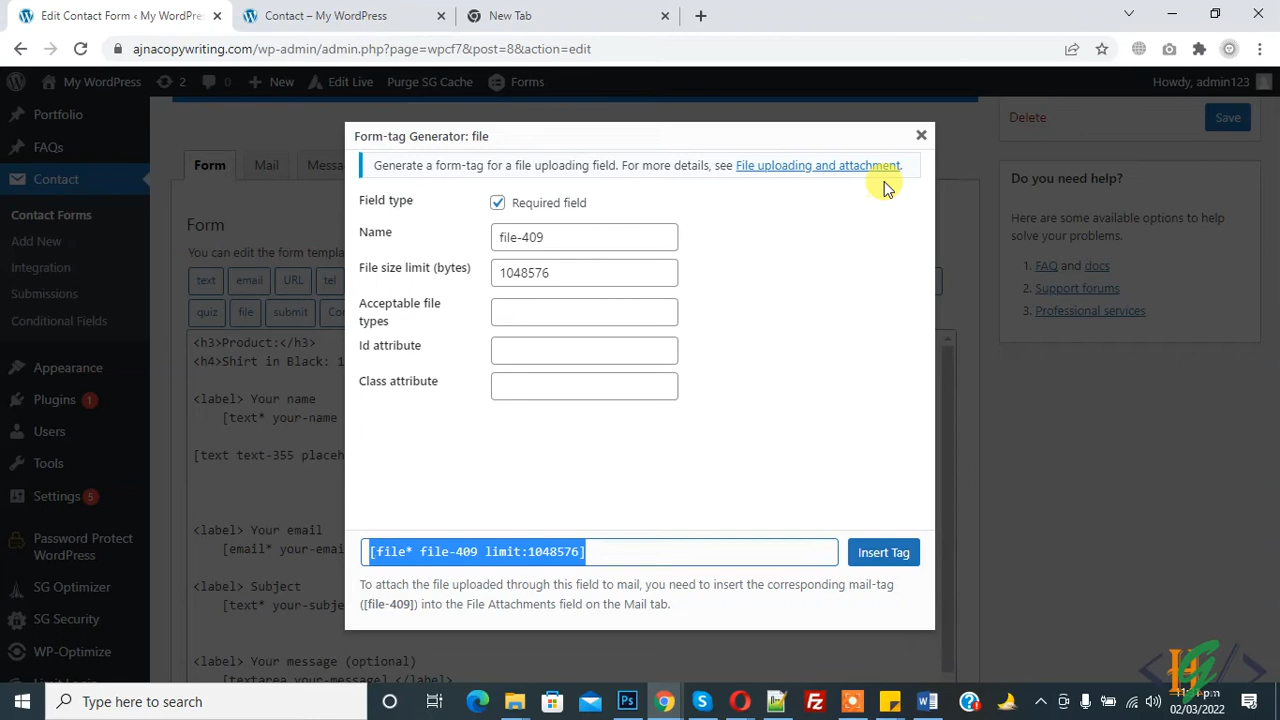 Edit Contact Form ‹ My WordPre
Contact – My WordPress
New Tab
ajnacopywriting.com/wp-admin/admin.php?page=wpcf7&post=8&action=edit
My WordPress
2
0
New
Edit Live
Purge SG Cache
Forms
Howdy, admin123
Portfolio
FAQs
Contact
Contact Forms
Add New
Integration
Submissions
Conditional Fields
Appearance
Plugins 1
Users
Tools
Settings 5
Password Protect
WordPress
SG Optimizer
SG Security
WP-Optimize
Form
Mail
Messa
Form
You can edit the form templa
text
email
URL
tel
quiz
file
submit
Co
<h3>Product:</h3>
<h4>Shirt in Black: 1
<label> Your name
[text* your-name
[text text-355 placeh
<label> Your email
[email* your-emai
<label> Subject
[text* your-subje
<label> Your message (optional)
[textarea your-message] </label>
Form-tag Generator: file
Generate a form-tag for a file uploading field. For more details, see File uploading and attachment.
Field type
Required field
Name
file-409
File size limit (bytes)
1048576
Acceptable file
types
Id attribute
Class attribute
[file* file-409 limit:1048576]
Insert Tag
To attach the file uploaded through this field to mail, you need to insert the corresponding mail-tag
([file-409]) into the File Attachments field on the Mail tab.
Delete
Save
Do you need help?
Here are some available options to help
solve your problems.
1. FAQ and docs
2. Support forums
3. Professional services
Type here to search
02/03/2022